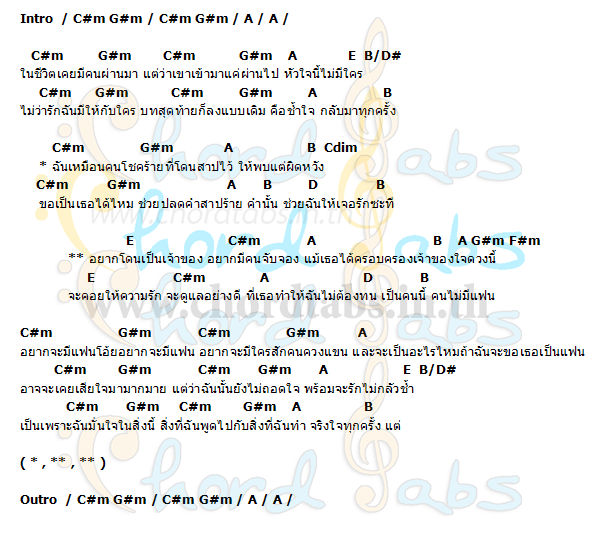 Intro / C#m G#m / C#m G#m / A / A /
C#m G#m C#m G#m A E B/D#
ในชีวิตเคยมีคนผ่านมา แต่ว่าเขาเข้ามาแค่ผ่านไป หัวใจนี้ไม่มีใคร
C#m G#m C#m G#m A B
ไม่ว่ารักฉันมีให้กับใคร บทสุดท้ายก็ลงแบบเดิม คือช้ำใจ กลับมาทุกครั้ง
C#m G#m A B Cdim
* ฉันเหมือนคนโชคร้ายที่โดนสาปไว้ ให้พบแต่ผิดหวัง
C#m G#m A B D B
ขอเป็นเธอได้ไหม ช่วยปลดคำสาปร้าย คำนั้น ช่วยฉันให้เจอรักซะที
E C#m A B A G#m F#m
** อยากโดนเป็นเจ้าของ อยากมีคนจับจอง แม้เธอได้ครอบครองเจ้าของใจดวงนี้
E C#m A D B
จะคอยให้ความรัก จะดูแลอย่างดี ที่เธอทำให้ฉันไม่ต้องทน เป็นคนนี้ คนไม่มีแฟน
C#m G#m C#m G#m A
อยากจะมีแฟนโอ้ยอยากจะมีแฟน อยากจะมีใครสักคนควงแขน และจะเป็นอะไรไหมถ้าฉันจะขอเธอเป็นแฟน
C#m G#m C#m G#m A E B/D#
อาจจะเคยเสียใจมามากมาย แต่ว่าฉันนั้นยังไม่ถอดใจ พร้อมจะรักไม่กลัวช้ำ
C#m G#m C#m G#m A B
เป็นเพราะฉันมั่นใจในสิ่งนี้ สิ่งที่ฉันพูดไปกับสิ่งที่ฉันทำ จริงใจทุกครั้ง แต่
( * , ** , ** )
Outro / C#m G#m / C#m G#m / A / A /
www.chordtabs.in.th